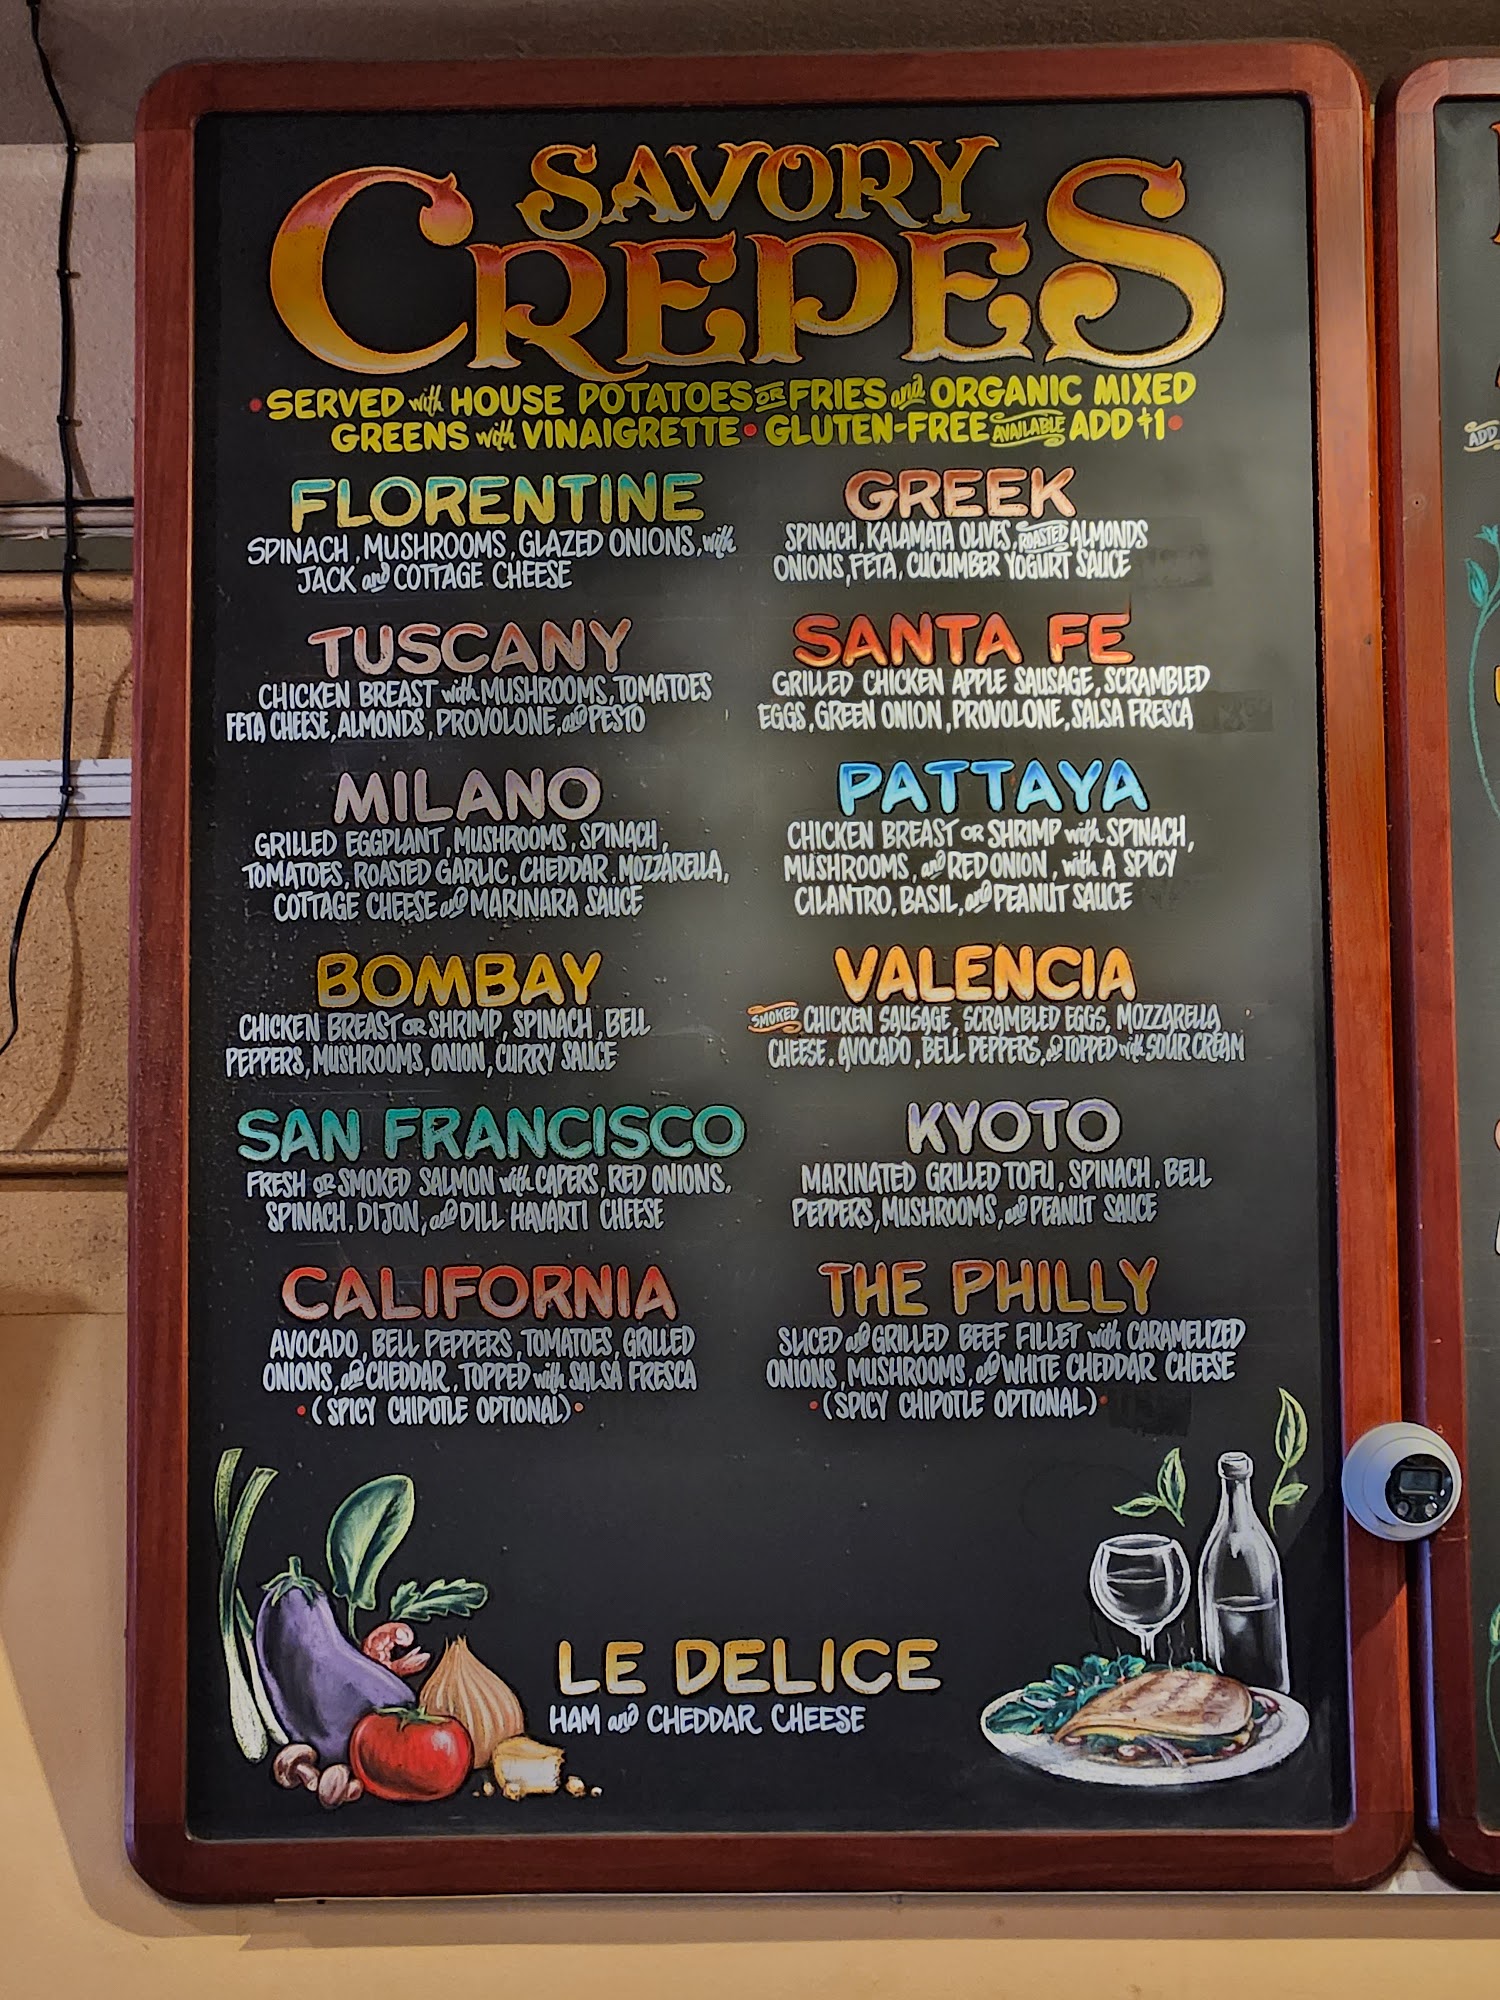 SAVORY
CREPES
• SERVED with HOUSE POTATOES OR FRIES and ORGANIC MIXED
GREENS with VINAIGRETTE • GLUTEN-FREE AVAILABLE ADD $1 •
FLORENTINE
SPINACH, MUSHROOMS, GLAZED ONIONS, with
JACK and COTTAGE CHEESE
TUSCANY
CHICKEN BREAST with MUSHROOMS, TOMATOES
FETA CHEESE, ALMONDS, PROVOLONE, and PESTO
MILANO
GRILLED EGGPLANT, MUSHROOMS, SPINACH,
TOMATOES, ROASTED GARLIC, CHEDDAR, MOZZARELLA,
COTTAGE CHEESE and MARINARA SAUCE
BOMBAY
CHICKEN BREAST OR SHRIMP, SPINACH, BELL
PEPPERS, MUSHROOMS, ONION, CURRY SAUCE
SAN FRANCISCO
FRESH OR SMOKED SALMON with CAPERS, RED ONIONS,
SPINACH, DIJON, and DILL HAVARTI CHEESE
CALIFORNIA
AVOCADO, BELL PEPPERS, TOMATOES, GRILLED
ONIONS, and CHEDDAR, TOPPED with SALSA FRESCA
• (SPICY CHIPOTLE OPTIONAL) •
GREEK
SPINACH, KALAMATA OLIVES, ROASTED ALMONDS
ONIONS, FETA, CUCUMBER YOGURT SAUCE
SANTA FE
GRILLED CHICKEN APPLE SAUSAGE, SCRAMBLED
EGGS, GREEN ONION, PROVOLONE, SALSA FRESCA
PATTAYA
CHICKEN BREAST OR SHRIMP with SPINACH,
MUSHROOMS, and RED ONION, with A SPICY
CILANTRO, BASIL, and PEANUT SAUCE
VALENCIA
SMOKED CHICKEN SAUSAGE, SCRAMBLED EGGS, MOZZARELLA
CHEESE, AVOCADO, BELL PEPPERS, and TOPPED with SOUR CREAM
KYOTO
MARINATED GRILLED TOFU, SPINACH, BELL
PEPPERS, MUSHROOMS, and PEANUT SAUCE
THE PHILLY
SLICED and GRILLED BEEF FILLET with CARAMELIZED
ONIONS, MUSHROOMS, and WHITE CHEDDAR CHEESE
• (SPICY CHIPOTLE OPTIONAL) •
LE DELICE
HAM and CHEDDAR CHEESE
ADD